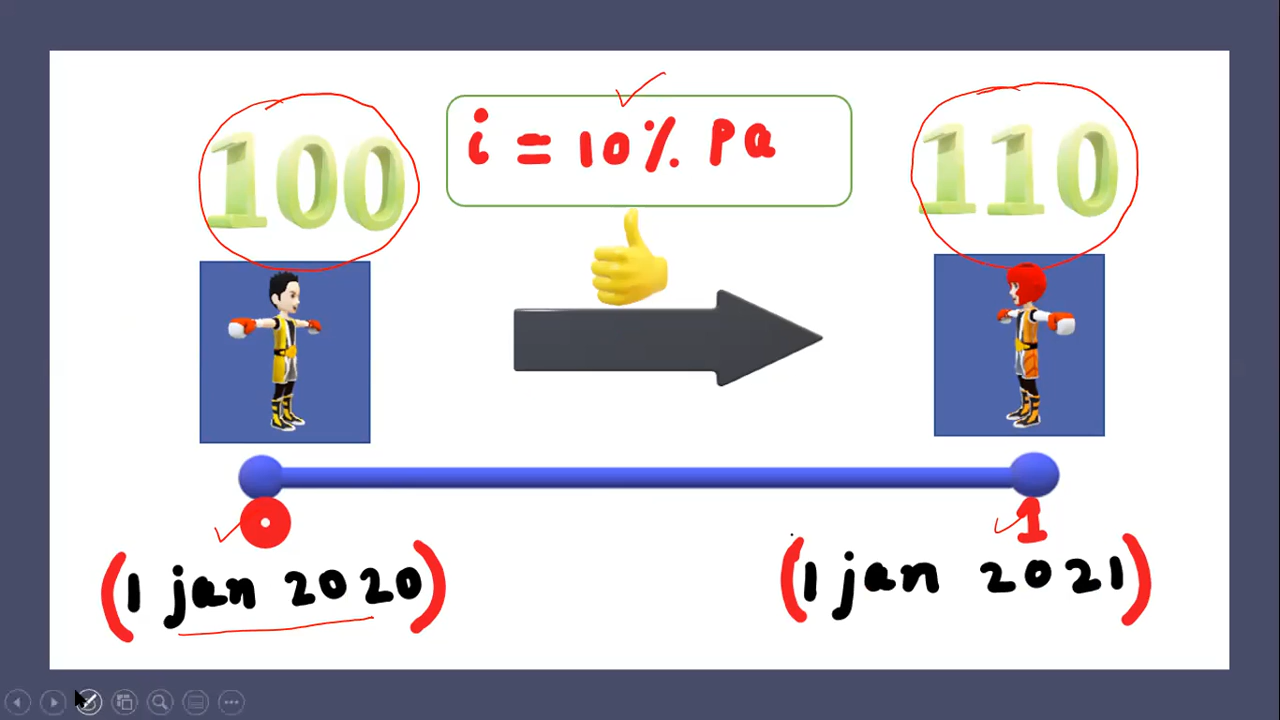 100
i = 10% pa
110
0
1
(1 jan 2020)
(1 jan 2021)